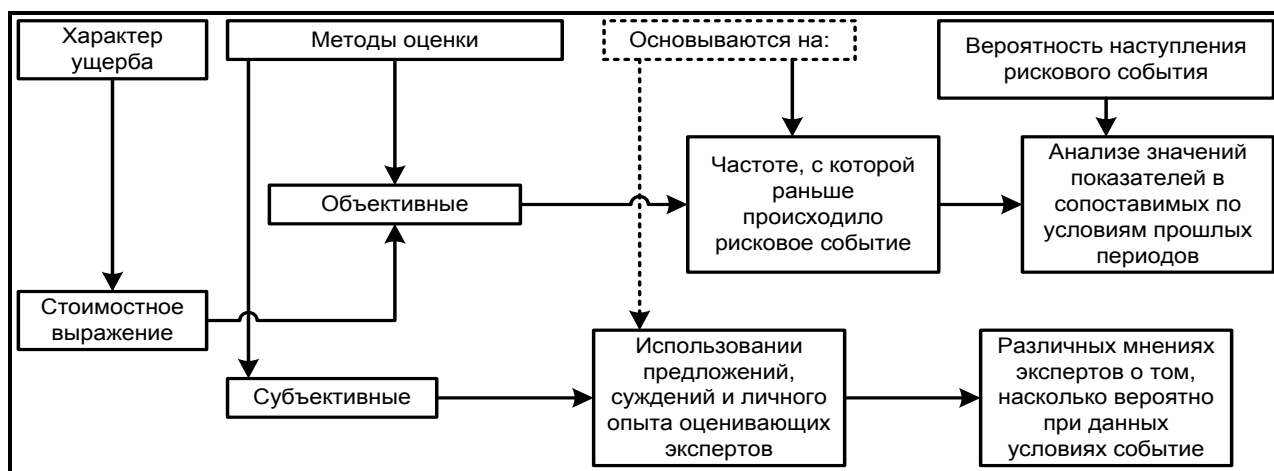 Характер
ущерба
Методы оценки
Основываются на:
Вероятность наступления
рискового события
Частоте, с которой
раньше
происходило
рисковое событие
Анализе значений
показателей в
сопоставимых по
условиям прошлых
периодов
Объективные
Стоимостное
выражение
Субъективные
Использовании
предложений,
суждений и личного
опыта оценивающих
экспертов
Различных мнениях
экспертов о том,
насколько вероятно
при данных
условиях событие